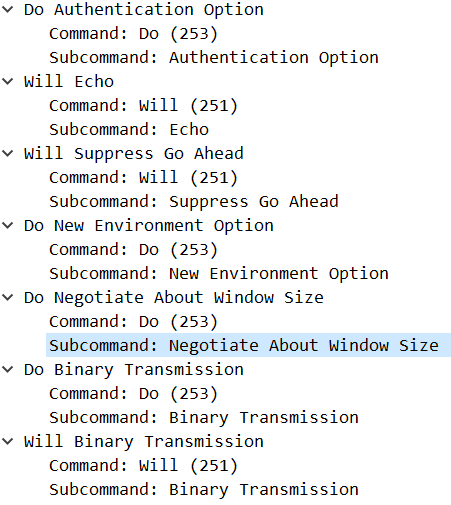 Do Authentication Option
Command: Do (253)
Subcommand: Authentication Option
Will Echo
Command: Will (251)
Subcommand: Echo
Will Suppress Go Ahead
Command: Will (251)
Subcommand: Suppress Go Ahead
Do New Environment Option
Command: Do (253)
Subcommand: New Environment Option
Do Negotiate About Window Size
Command: Do (253)
Subcommand: Negotiate About Window Size
Do Binary Transmission
Command: Do (253)
Subcommand: Binary Transmission
Will Binary Transmission
Command: Will (251)
Subcommand: Binary Transmission